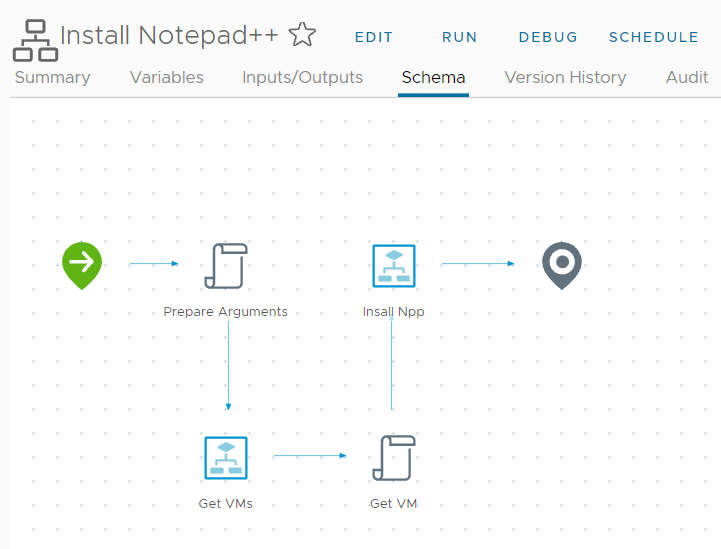 Install Notepad++ EDIT RUN DEBUG SCHEDULE
Summary Variables Inputs/Outputs Schema Version History Audit
Prepare Arguments Insall Npp
Get VMs Get VM